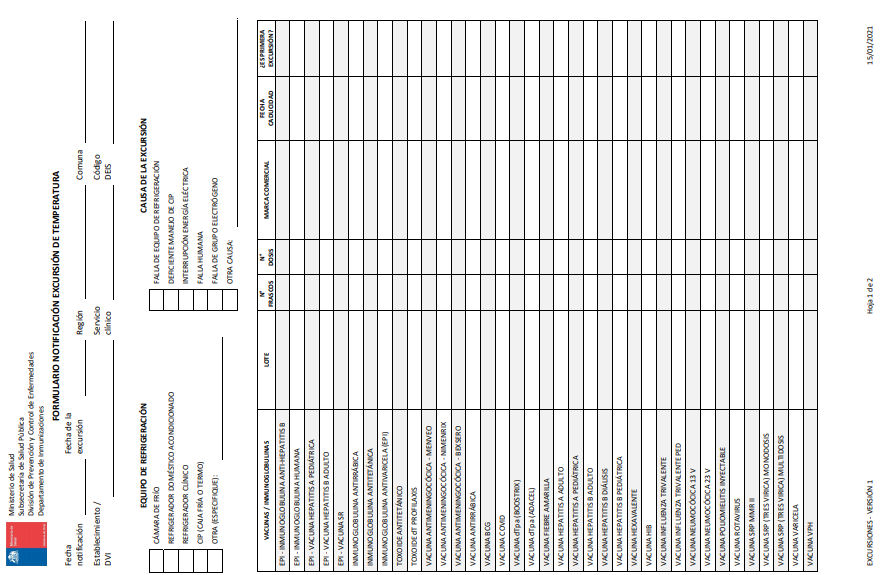 Ministerio de Salud
Subsecretaría de Salud Pública
División de Prevención y Control de Enfermedades
Departamento de Inmunizaciones
FORMULARIO NOTIFICACIÓN EXCURSIÓN DE TEMPERATURA
Fecha notificación
Fecha de la excursión
Región
Comuna
Establecimiento / DVI
Servicio clínico
Código DEIS
EQUIPO DE REFRIGERACIÓN
CÁMARA DE FRÍO
REFRIGERADOR DOMÉSTICO ACONDICIONADO
REFRIGERADOR CLÍNICO
CIP (CAJA FRÍA O TERMO)
OTRA (ESPECIFIQUE):
CAUSA DE LA EXCURSIÓN
FALLA DE EQUIPO DE REFRIGERACIÓN
DEFICIENTE MANEJO DE CIP
INTERRUPCIÓN ENERGÍA ELÉCTRICA
FALLA HUMANA
FALLA DE GRUPO ELECTRÓGENO
OTRA CAUSA:
VACUNAS / INMUNOGLOBULINAS LOTE N° FRASCOS N° DOSIS MARCA COMERCIAL FECHA CADUCIDAD ¿ES PRIMERA EXCURSIÓN?
EPI - INMUNOGLOBULINA ANTI-HEPATITIS B
EPI - INMUNOGLOBULINA HUMANA
EPI - VACUNA HEPATITIS A PEDIÁTRICA
EPI - VACUNA HEPATITIS B ADULTO
EPI - VACUNA SR
INMUNOGLOBULINA ANTIRRÁBICA
INMUNOGLOBULINA ANTITETÁNICA
INMUNOGLOBULINA ANTIVARICELA (EPI)
TOXOIDE ANTITETÁNICO
TOXOIDE dT PROFILAXIS
VACUNA ANTIMENINGOCÓCICA - MENVEO
VACUNA ANTIMENINGOCÓCICA - NIMENRIX
VACUNA ANTIMENINGOCÓCICA - BEXSERO
VACUNA ANTIRRÁBICA
VACUNA BCG
VACUNA COVID
VACUNA dTpa (BOOSTRIX)
VACUNA dTpa (ADACEL)
VACUNA FIEBRE AMARILLA
VACUNA HEPATITIS A ADULTO
VACUNA HEPATITIS A PEDIÁTRICA
VACUNA HEPATITIS B ADULTO
VACUNA HEPATITIS B DIÁLISIS
VACUNA HEPATITIS B PEDIÁTRICA
VACUNA HEXAVALENTE
VACUNA HIB
VACUNA INFLUENZA TRIVALENTE
VACUNA INFLUENZA TRIVALENTE PED
VACUNA NEUMOCÓCICA 13 V
VACUNA NEUMOCÓCICA 23 V
VACUNA POLIOMIELITIS INYECTABLE
VACUNA ROTAVIRUS
VACUNA SRP MMR II
VACUNA SRP (TRES VIRICA) MONODOSIS
VACUNA SRP (TRES VIRICA) MULTIDOSIS
VACUNA VARICELA
VACUNA VPH
EXCURSIONES - VERSIÓN 1
Hoja 1 de 2
15/01/2021